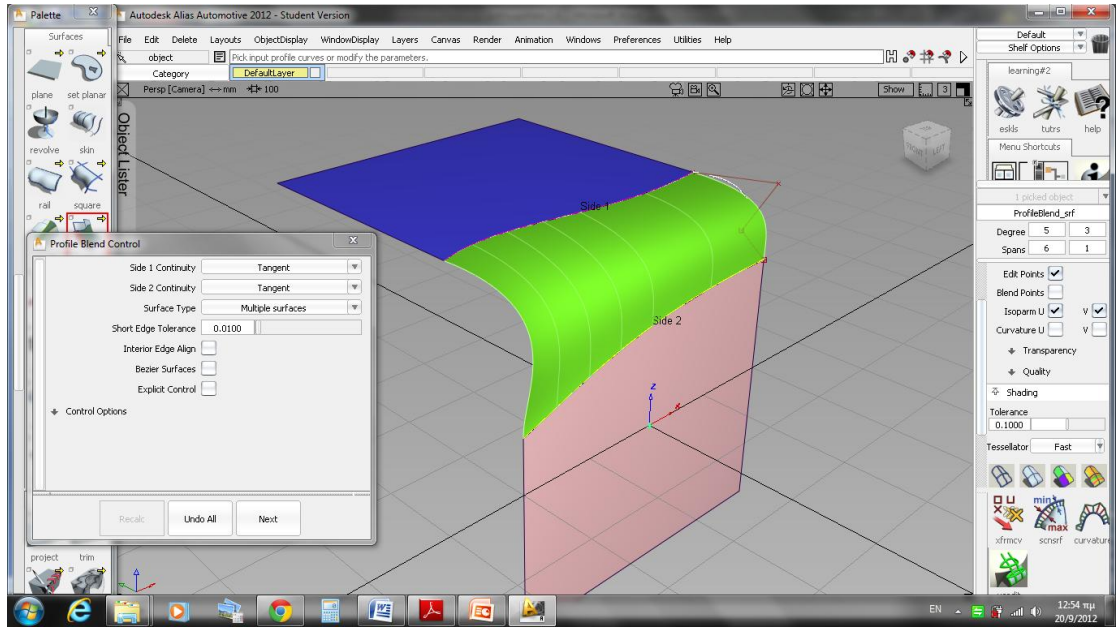 Palette
Autodesk Alias Automotive 2012 - Student Version
Surfaces
File Edit Delete Layouts ObjectDisplay WindowDisplay Layers Canvas Render Animation Windows Preferences Utilities Help
Default
Shelf Options
object
Pick input profile curves or modify the parameters.
Category
DefaultLayer
Persp [Camera] <-> mm 100
Show
3
learning#2
plane set planar
Object Lister
revolve skin
rail square
eskls tutrs help
Menu Shortcuts
FRONT LEFT
Side 1
Side 2
z
x
1 picked object
ProfileBlend_srf
Degree 5 3
Spans 6 1
Edit Points
Blend Points
Isoparm U V
Curvature U V
Transparency
Quality
Shading
Tolerance
0.1000
Tessellator Fast
min
max
xfrmcv scnsrf curvature
Profile Blend Control
Side 1 Continuity Tangent
Side 2 Continuity Tangent
Surface Type Multiple surfaces
Short Edge Tolerance 0.0100
Interior Edge Align
Bezier Surfaces
Explicit Control
Control Options
Recalc Undo All Next
project trim
EN
12:54 πμ
20/9/2012